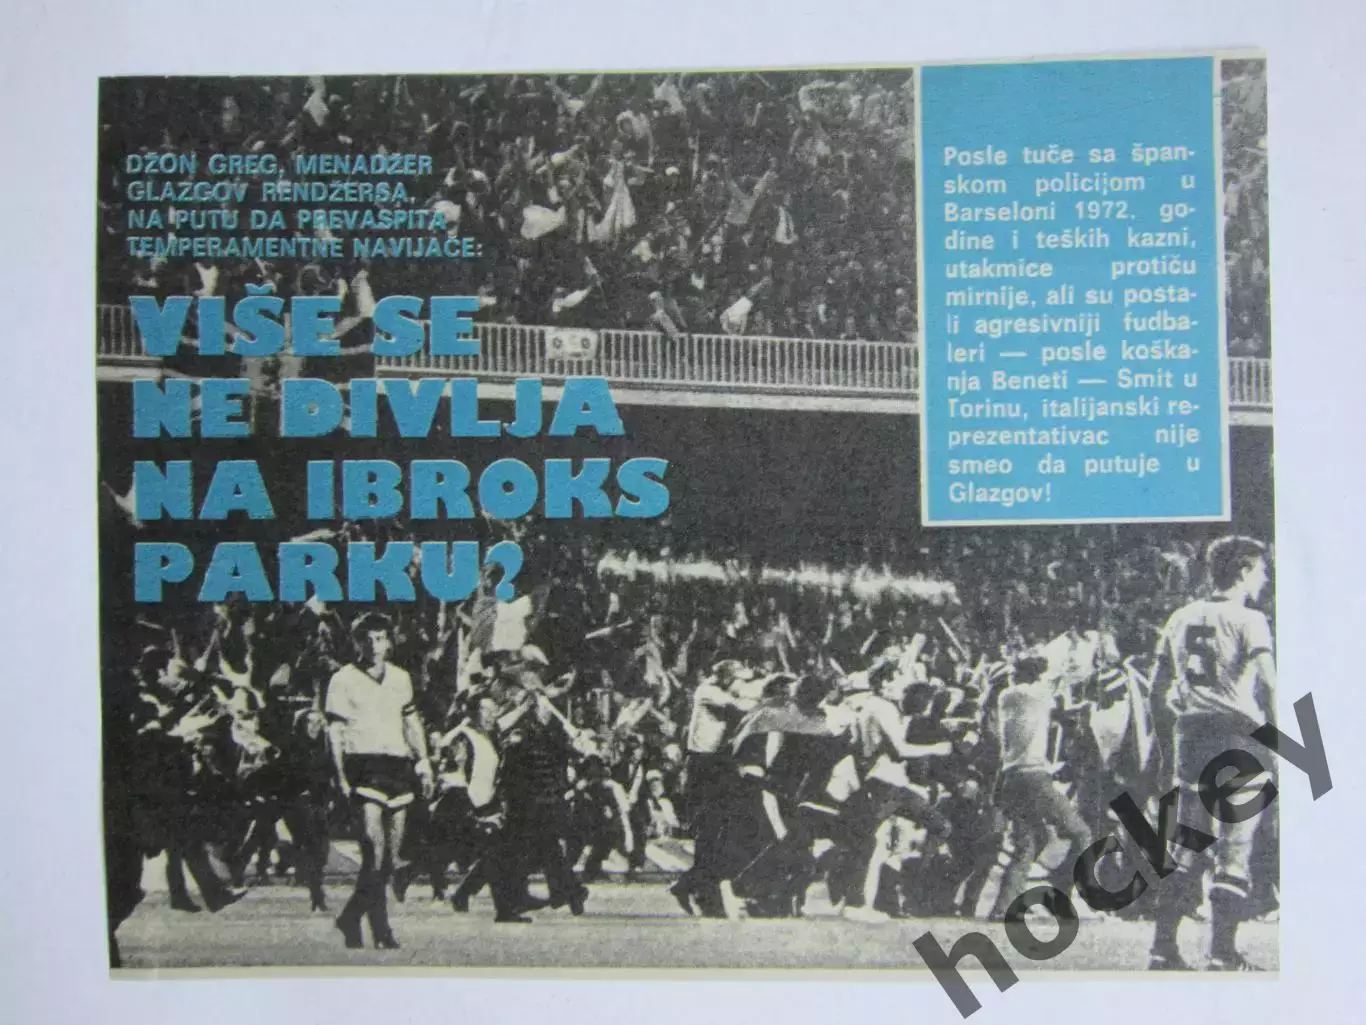 DŽON GREG, MENADŽER
GLAZGOV RENDŽERSA,
NA PUTU DA PREVASPITA
TEMPERAMENTNE NAVIJAČE:
VIŠE SE
NE DIVLJA
NA IBROKS
PARKU?
Posle tuče sa špan-
skom policijom u
Barseloni 1972. go-
dine i teških kazni,
utakmice protiču
mirnije, ali su posta-
li agresivniji fudba-
leri — posle koška-
nja Beneti — Smit u
Torinu, italijanski re-
prezentativac nije
smeo da putuje u
Glazgov!
5
hockey